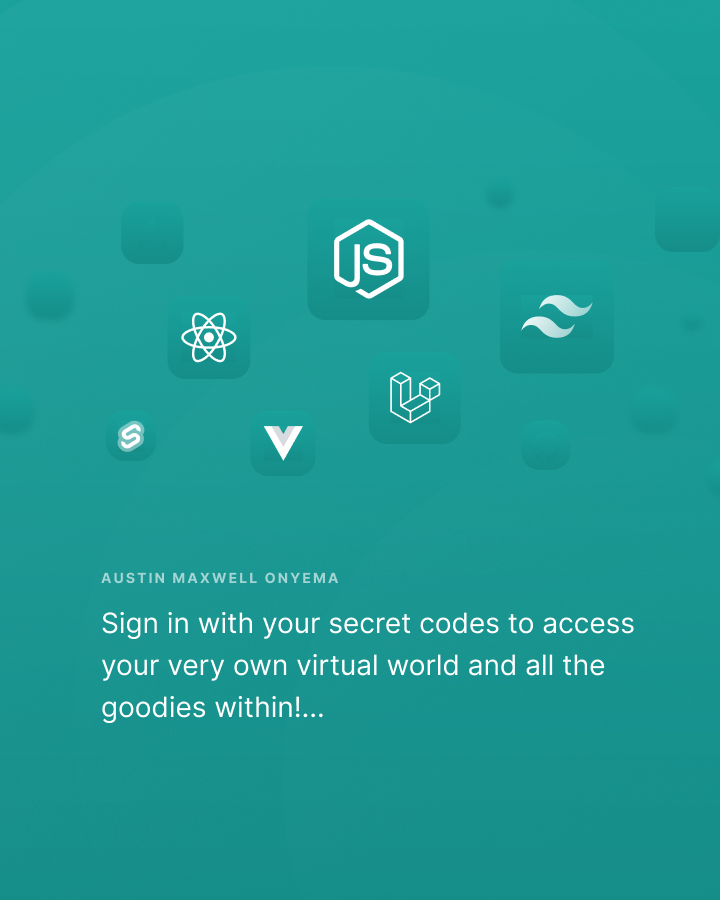 JS
AUSTIN MAXWELL ONYEMA
Sign in with your secret codes to access
your very own virtual world and all the
goodies within!...